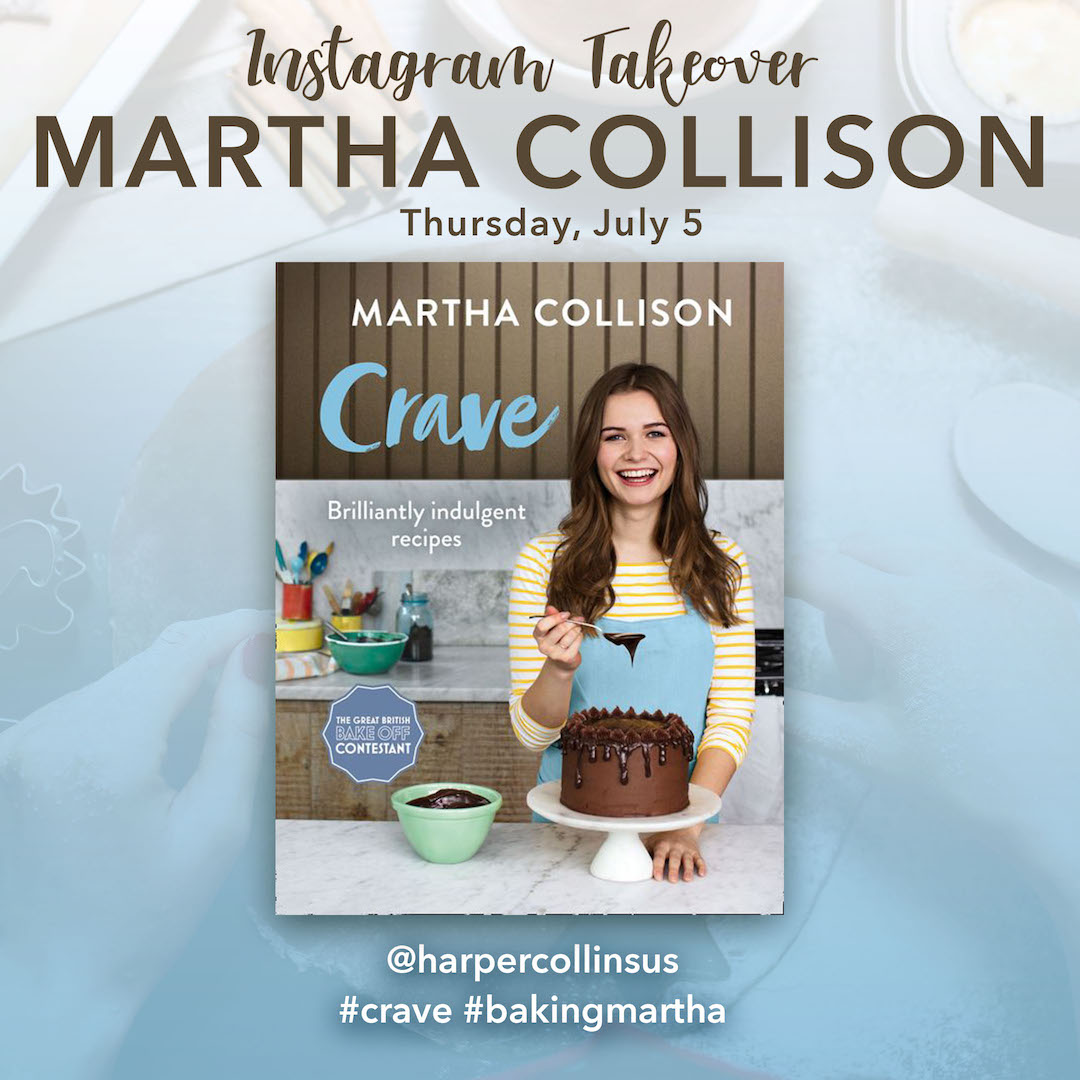 Instagram Takeover
MARTHA COLLISON
Thursday, July 5
MARTHA COLLISON
Crave
Brilliantly indulgent
recipes
THE GREAT BRITISH
BAKE OFF
CONTESTANT
@harpercollinsus
#crave #bakingmartha